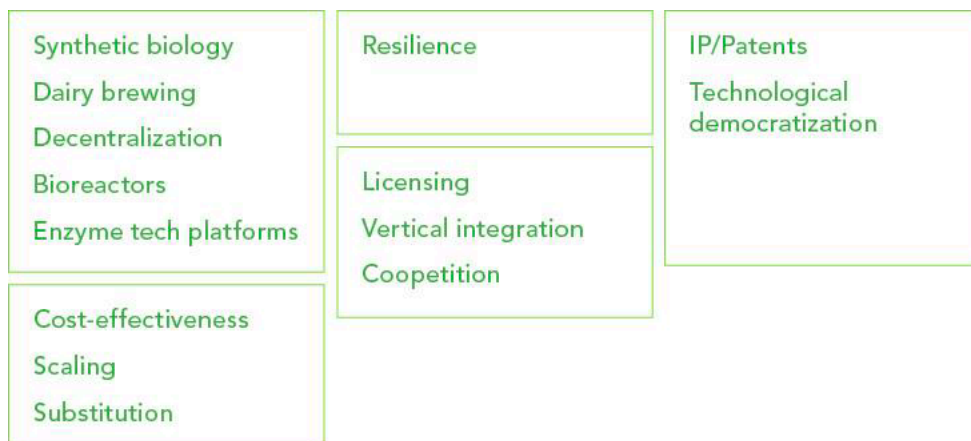 Synthetic biology
Dairy brewing
Decentralization
Bioreactors
Enzyme tech platforms
Cost-effectiveness
Scaling
Substitution
Resilience
Licensing
Vertical integration
Coopetition
IP/Patents
Technological
democratization